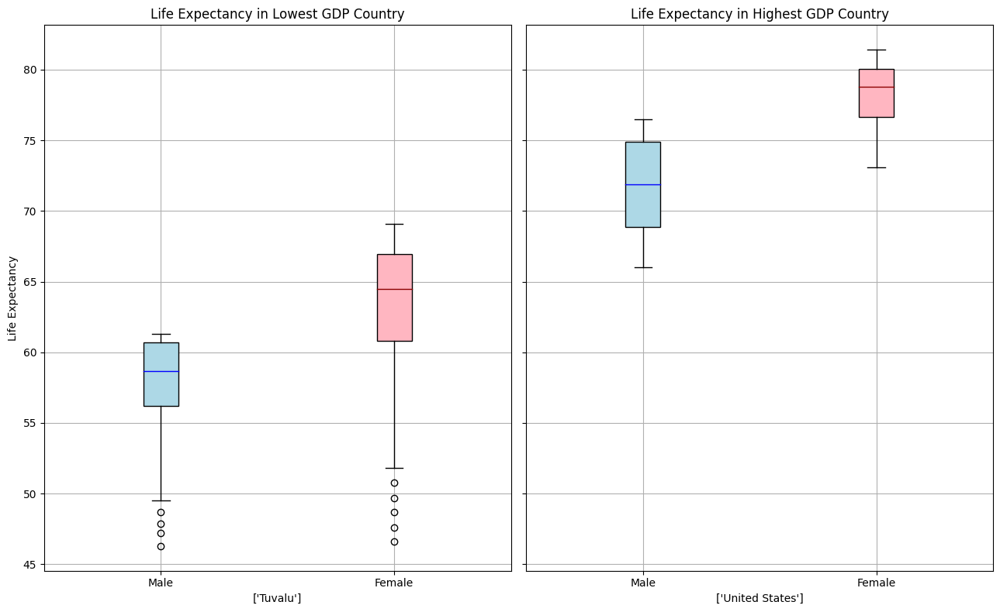 Life Expectancy in Lowest GDP Country
Life Expectancy in Highest GDP Country
80
75
70
65
60
55
50
45
Life Expectancy
Male
Female
Male
Female
['Tuvalu']
['United States']